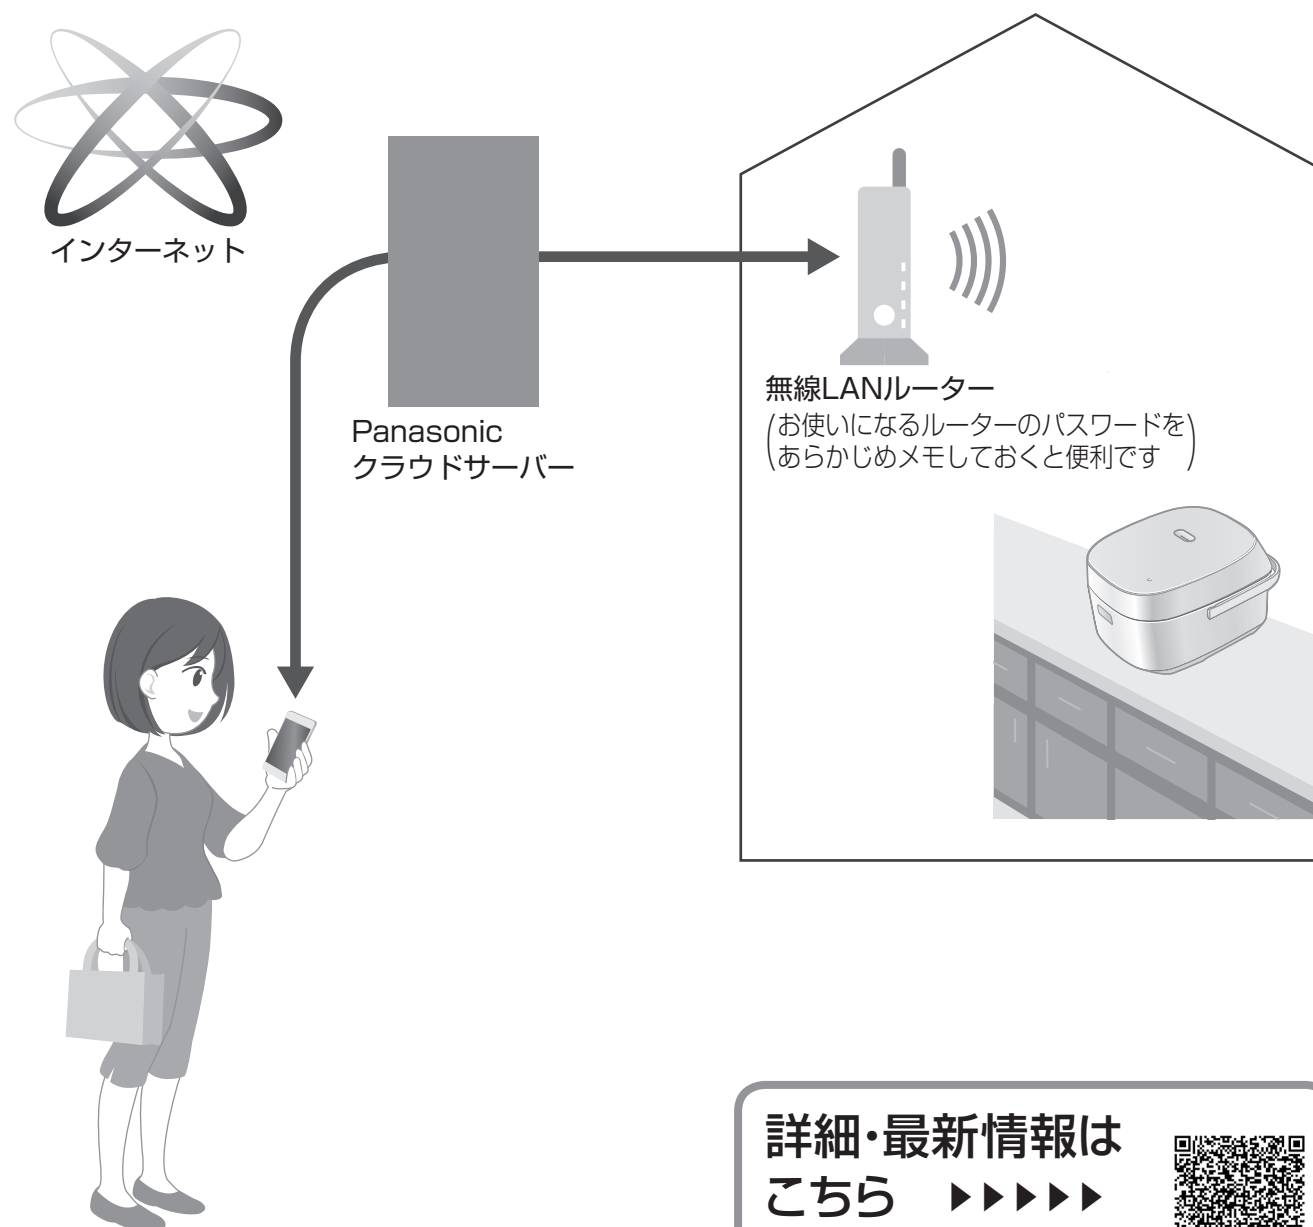 インターネット
Panasonic
クラウドサーバー
無線LANルーター
(お使いになるルーターのパスワードを
あらかじめメモしておくと便利です)
詳細・最新情報は
こちら ▶▶▶▶▶